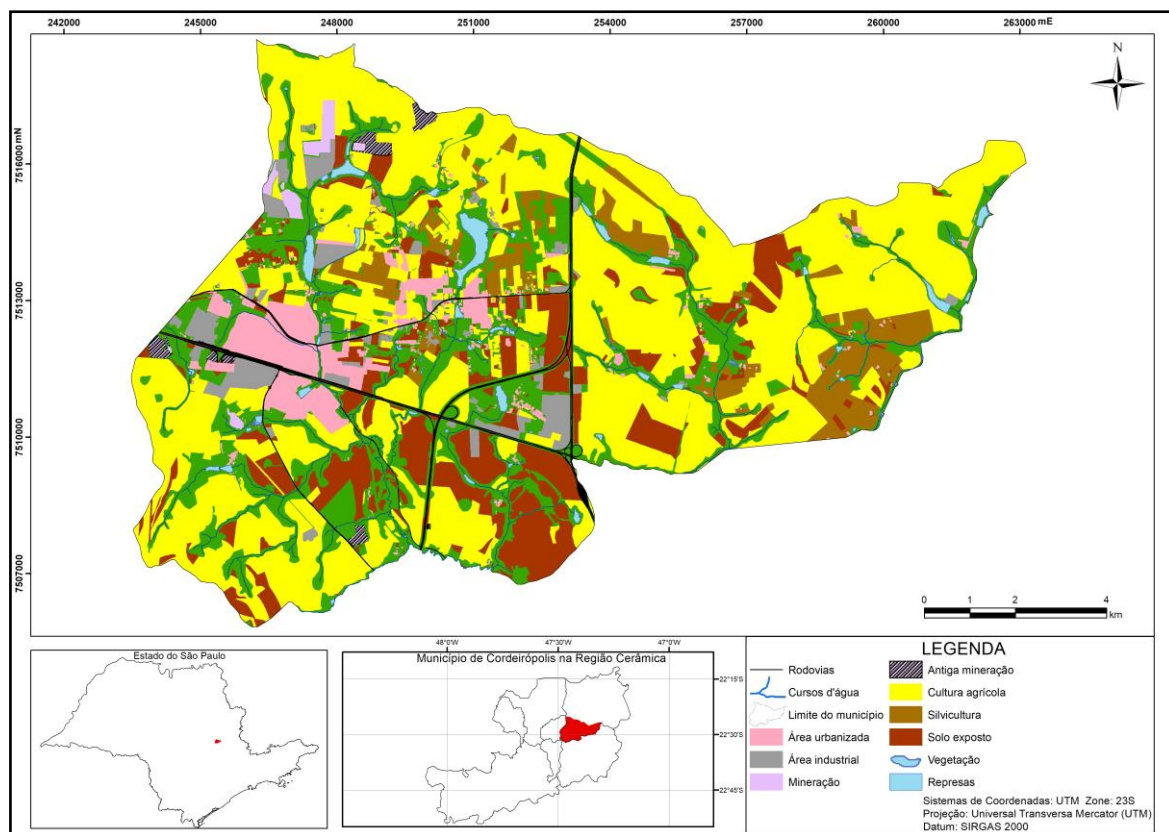 242000 245000 248000 251000 254000 257000 260000 263000 mE
N
7516000 mN
7513000
7510000
7507000
0 1 2 4
km
Estado do São Paulo
48°0'W 47°30'W 47°0'W
Município de Cordeirópolis na Região Cerâmica
22°15'S
22°30'S
22°45'S
LEGENDA
Rodovias
Cursos d'água
Limite do município
Área urbanizada
Área industrial
Mineração
Antiga mineração
Cultura agrícola
Silvicultura
Solo exposto
Vegetação
Represas
Sistemas de Coordenadas: UTM Zone: 23S
Projeção: Universal Transversa Mercator (UTM)
Datum: SIRGAS 2000